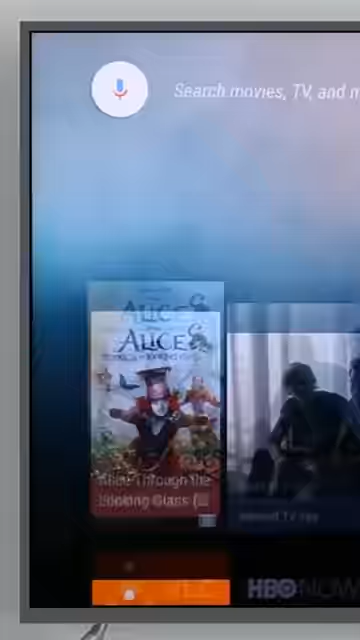 Search movies, TV, and m
ALICE
ALICE
Alice Through the
Looking Glass (
HBO NOW